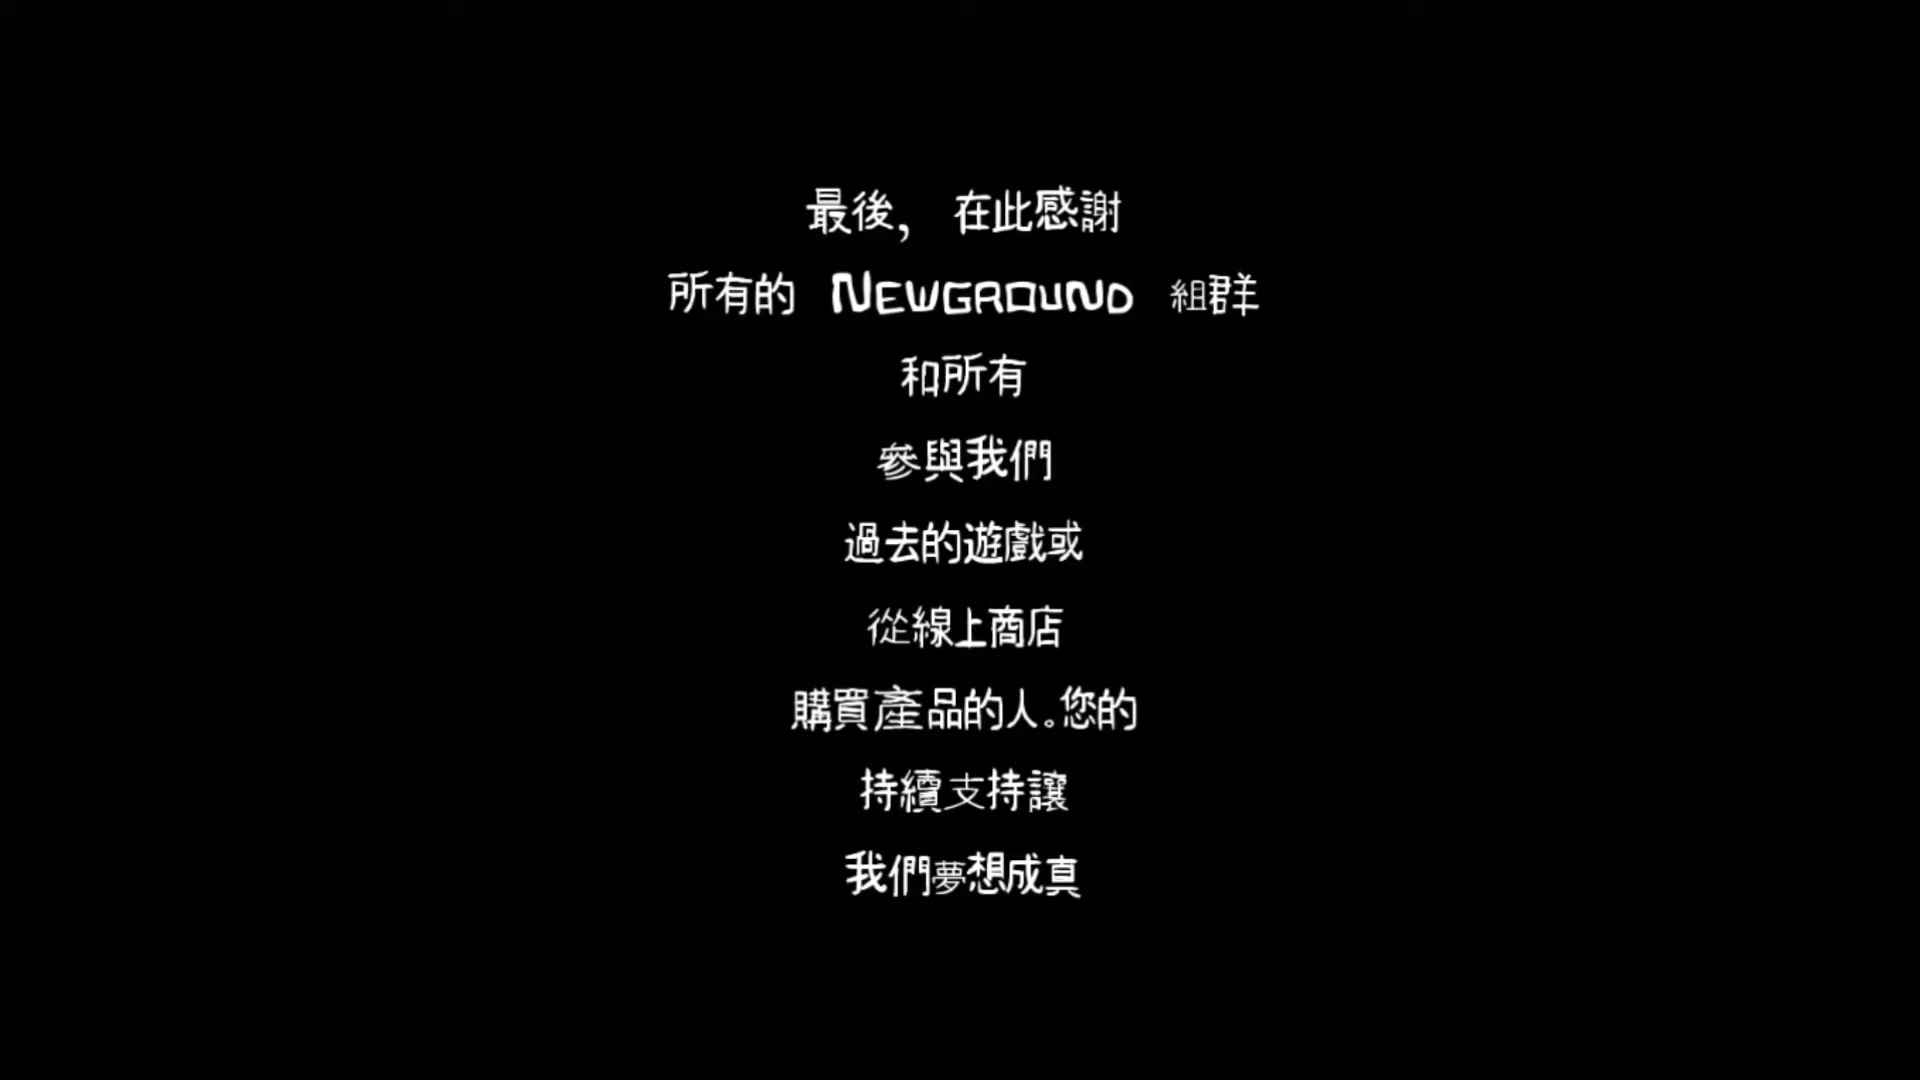 最後， 在此感謝
所有的 NEWGROUND 組群
和所有
參與我們
過去的遊戲或
從線上商店
購買產品的人。您的
持續支持讓
我們夢想成真